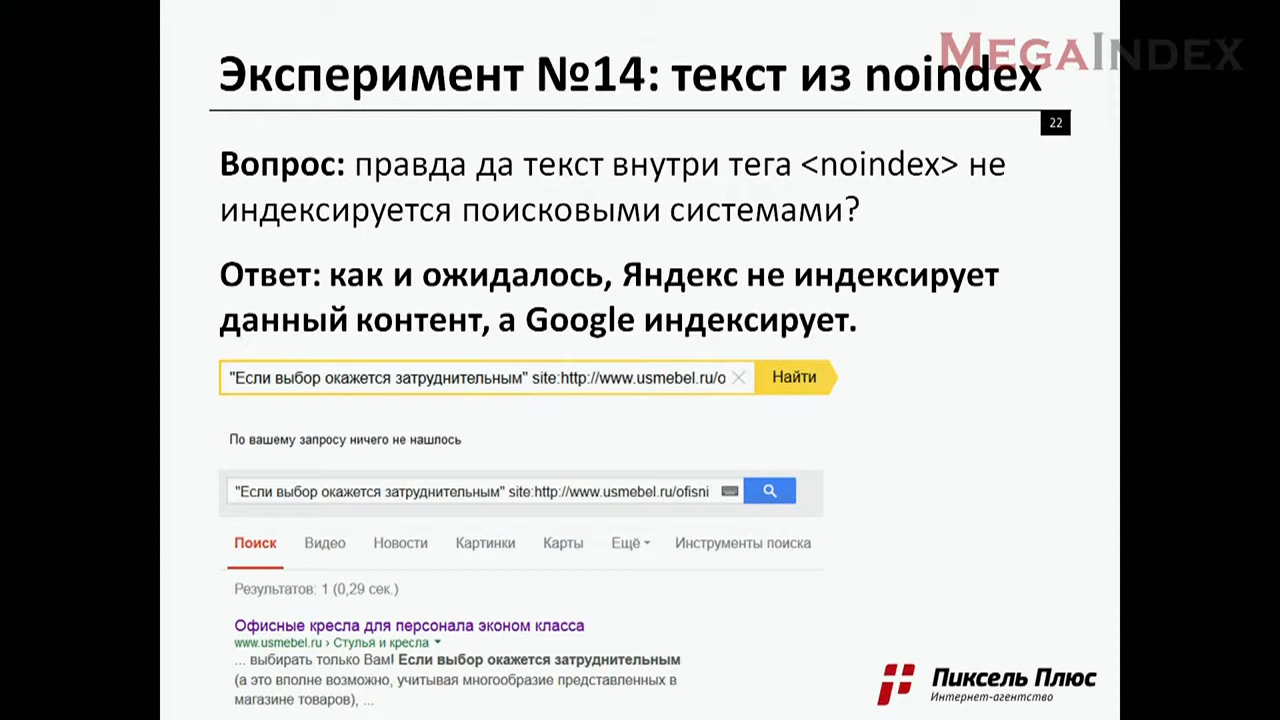 MegaIndex
Эксперимент №14: текст из noindex
22
Вопрос: правда да текст внутри тега <noindex> не
индексируется поисковыми системами?
Ответ: как и ожидалось, Яндекс не индексирует
данный контент, а Google индексирует.
"Если выбор окажется затруднительным" site:http://www.usmebel.ru/o
Найти
По вашему запросу ничего не нашлось
"Если выбор окажется затруднительным" site:http://www.usmebel.ru/ofisni
Поиск Видео Новости Картинки Карты Ещё Инструменты поиска
Результатов: 1 (0,29 сек.)
Офисные кресла для персонала эконом класса
www.usmebel.ru › Стулья и кресла
... выбирать только Вам! Если выбор окажется затруднительным
(а это вполне возможно, учитывая многообразие представленных в
магазине товаров), ...
Пиксель Плюс
Интернет-агентство